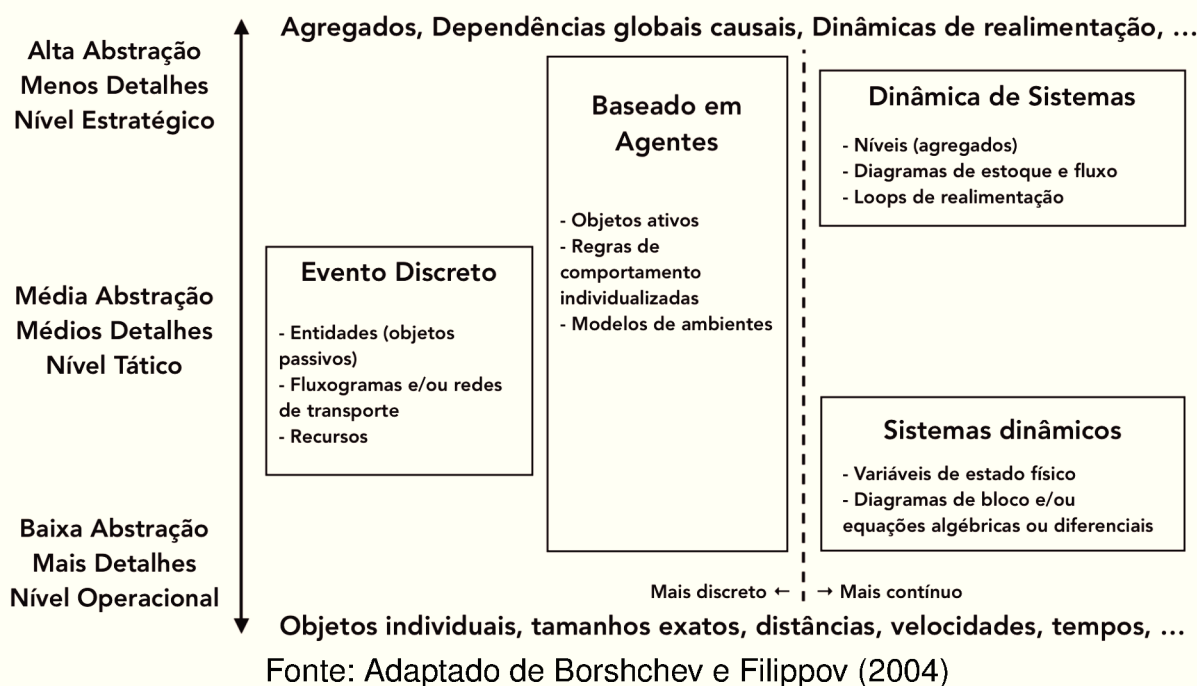 Agregados, Dependências globais causais, Dinâmicas de realimentação, ...
Alta Abstração
Menos Detalhes
Nível Estratégico
Média Abstração
Médios Detalhes
Nível Tático
Baixa Abstração
Mais Detalhes
Nível Operacional
Evento Discreto
- Entidades (objetos
passivos)
- Fluxogramas e/ou redes
de transporte
- Recursos
Baseado em
Agentes
- Objetos ativos
- Regras de
comportamento
individualizadas
- Modelos de ambientes
Dinâmica de Sistemas
- Níveis (agregados)
- Diagramas de estoque e fluxo
- Loops de realimentação
Sistemas dinâmicos
- Variáveis de estado físico
- Diagramas de bloco e/ou
equações algébricas ou diferenciais
Mais discreto ← → Mais contínuo
Objetos individuais, tamanhos exatos, distâncias, velocidades, tempos, ...
Fonte: Adaptado de Borshchev e Filippov (2004)